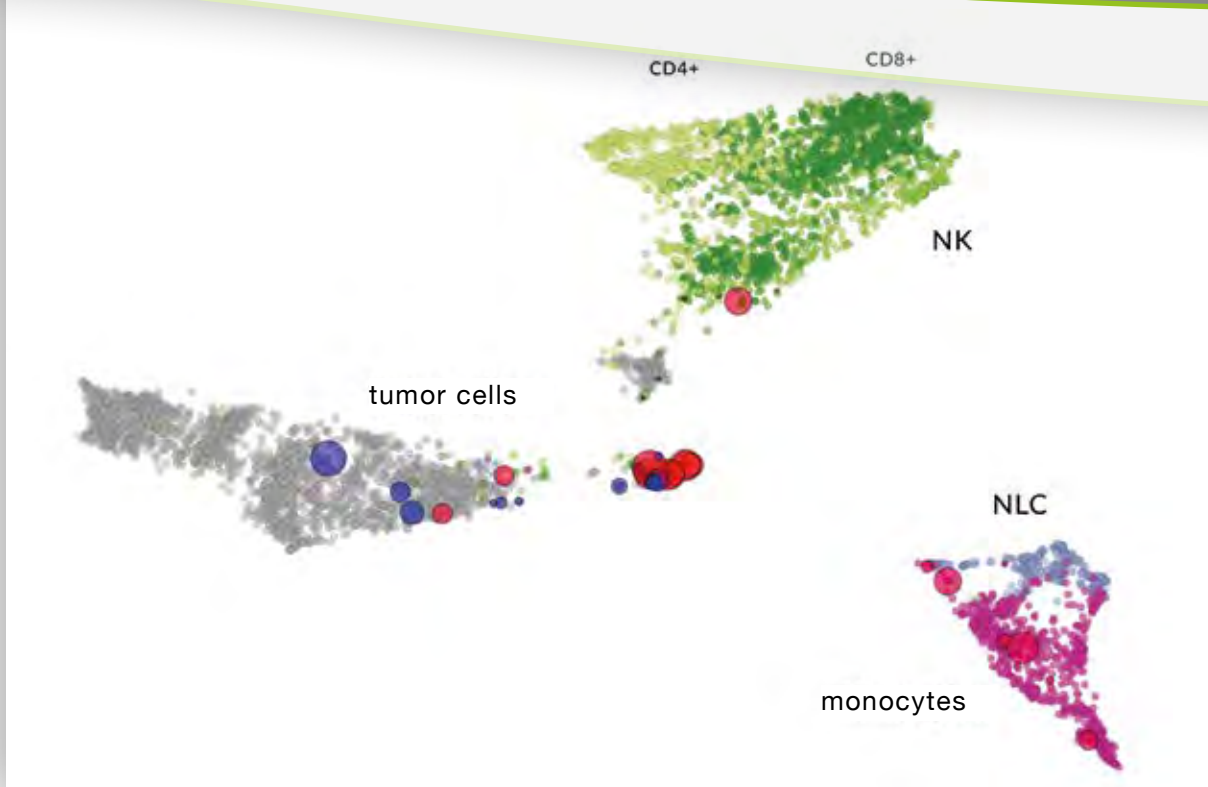 CD4+
CD8+
NK
tumor cells
NLC
monocytes